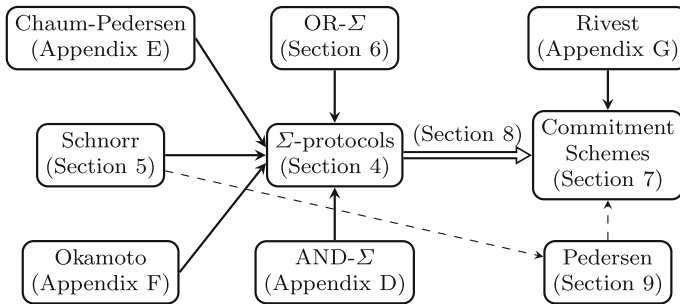 Chaum-Pedersen
(Appendix E)
OR-Σ
(Section 6)
Rivest
(Appendix G)
Schnorr
(Section 5)
Σ-protocols
(Section 4)
(Section 8)
Commitment
Schemes
(Section 7)
Okamoto
(Appendix F)
AND-Σ
(Appendix D)
Pedersen
(Section 9)